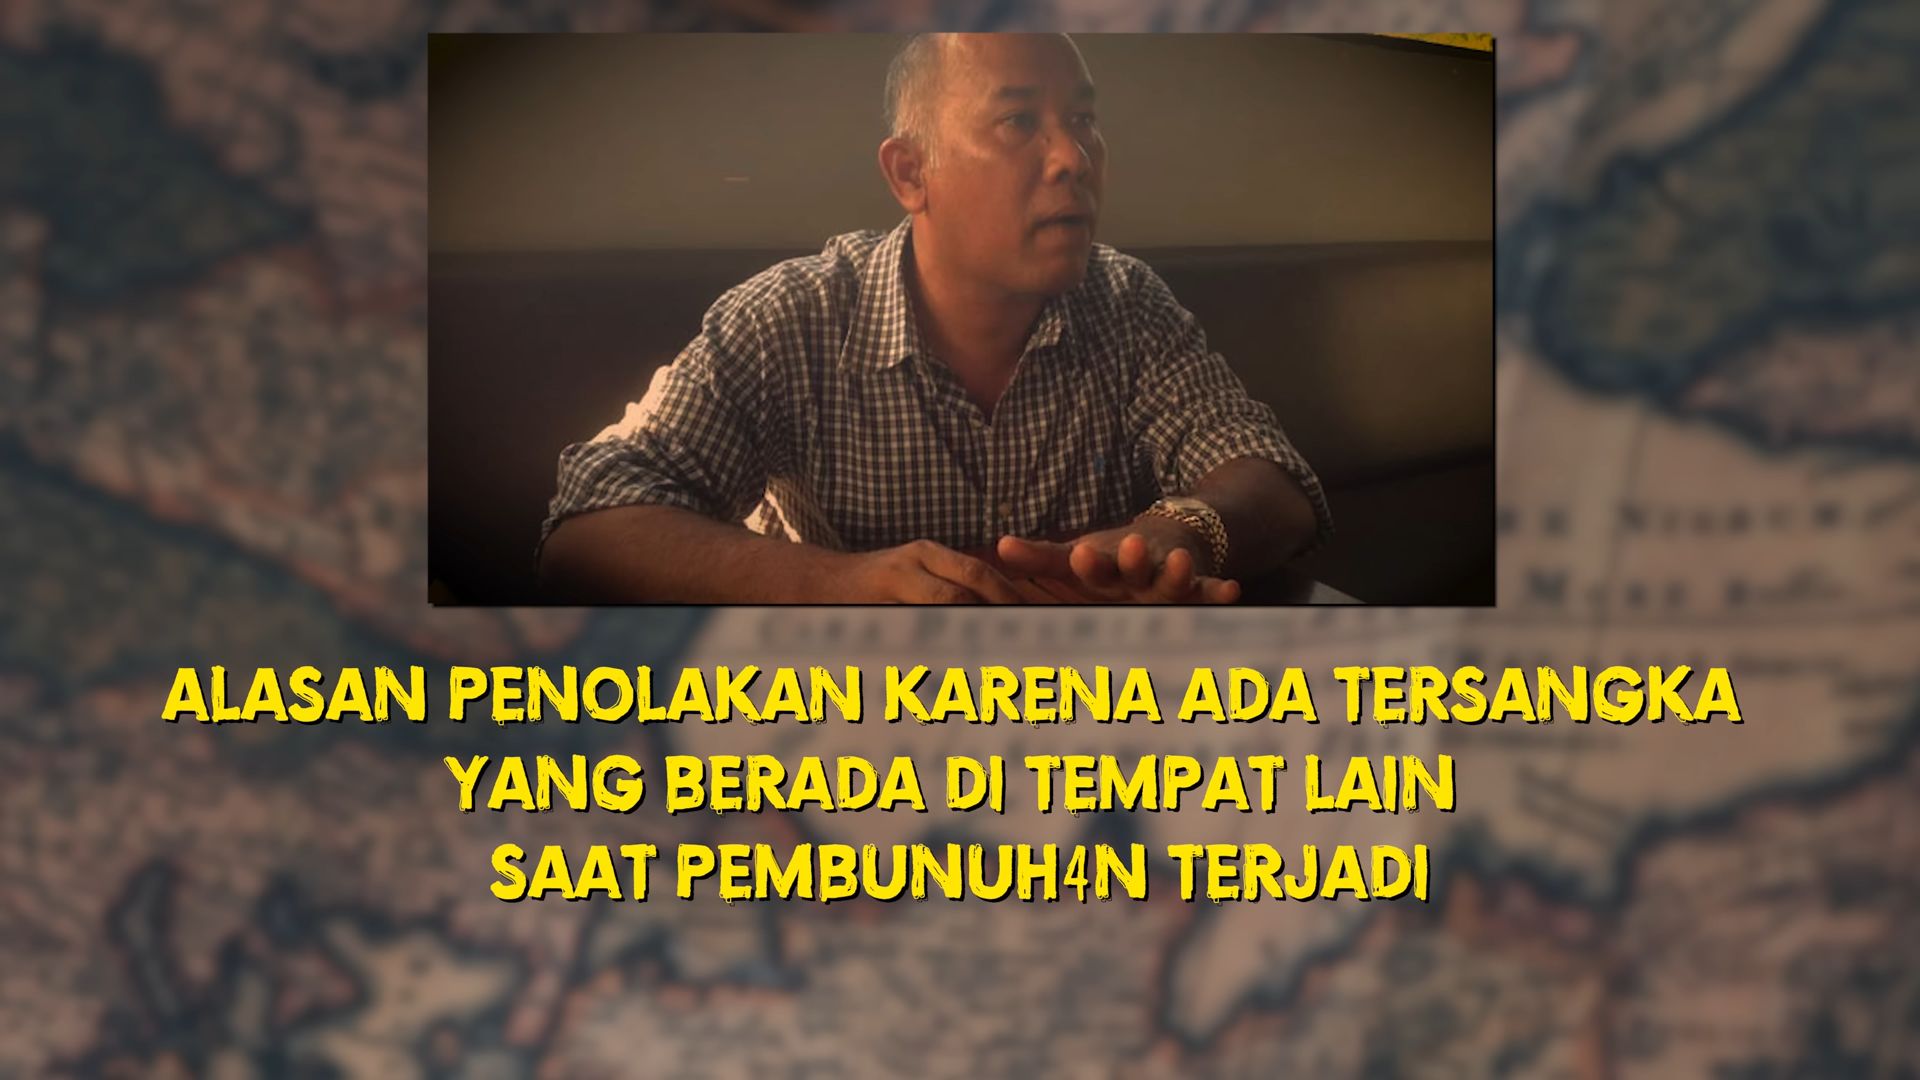 ALASAN PENOLAKAN KARENA ADA TERSANGKA
YANG BERADA DI TEMPAT LAIN
SAAT PEMBUNUH4N TERJADI